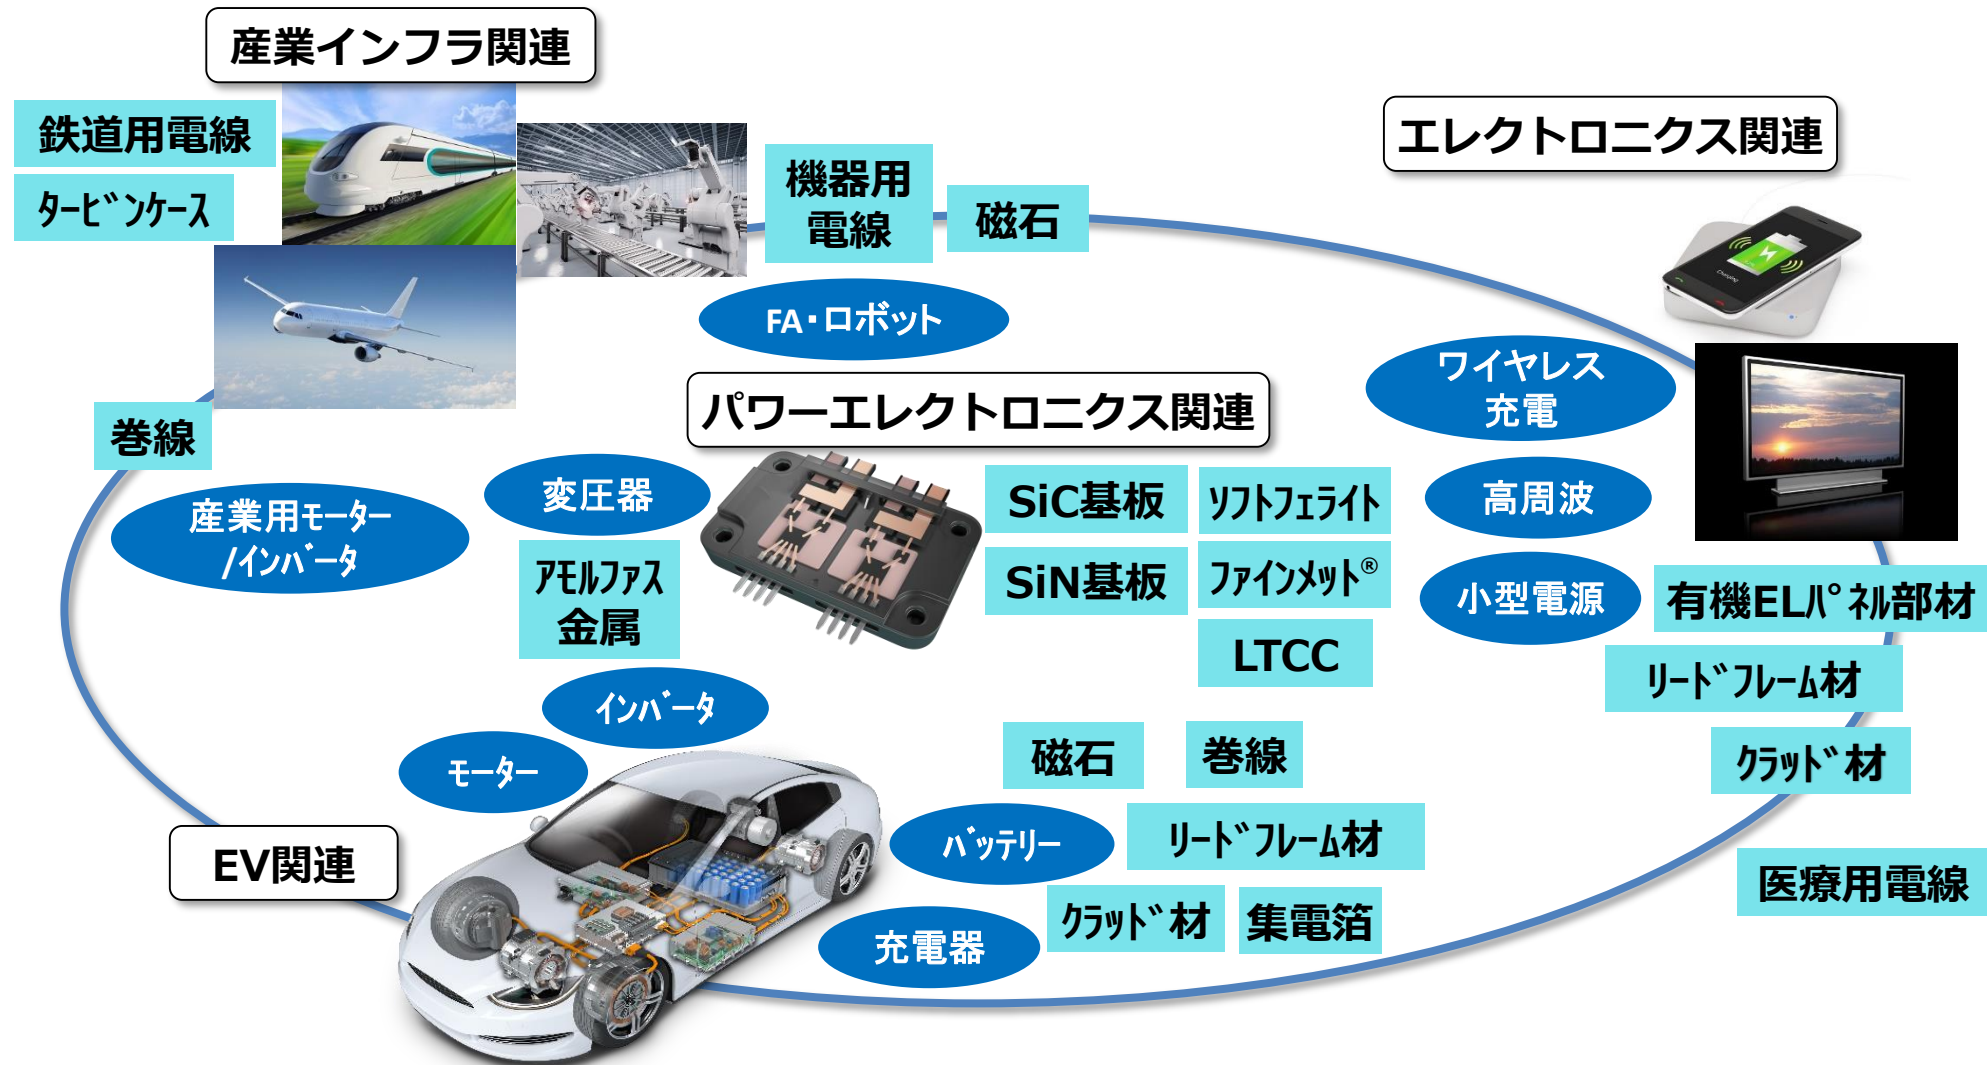 産業インフラ関連
鉄道用電線
ﾀｰﾋﾞﾝｹｰｽ
機器用
電線
磁石
FA・ロボット
エレクトロニクス関連
Charging
ワイヤレス
充電
高周波
小型電源
有機ELﾊﾟﾈﾙ部材
ﾘｰﾄﾞﾌﾚｰﾑ材
ｸﾗｯﾄﾞ材
医療用電線
巻線
産業用ﾓｰﾀｰ
/ｲﾝﾊﾞｰﾀ
パワーエレクトロニクス関連
変圧器
ｱﾓﾙﾌｧｽ
金属
SiC基板
ｿﾌﾄﾌｪﾗｲﾄ
SiN基板
ﾌｧｲﾝﾒｯﾄ®
LTCC
ｲﾝﾊﾞｰﾀ
ﾓｰﾀｰ
EV関連
磁石
巻線
ﾊﾞｯﾃﾘｰ
ﾘｰﾄﾞﾌﾚｰﾑ材
ｸﾗｯﾄﾞ材
集電箔
充電器